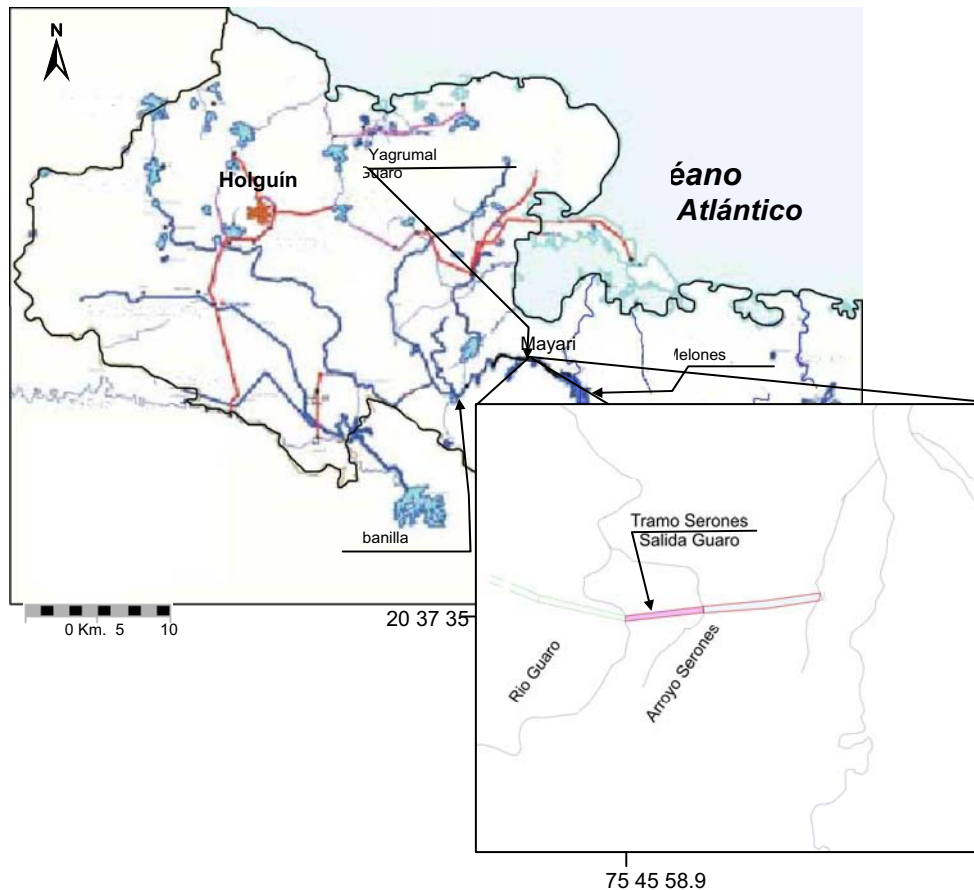 N
Yagrumal
Guaro
Holguín
éano
Atlántico
Mayarí
Melones
banilla
Tramo Serones
Salida Guaro
0 Km. 5 10
20 37 35
Rio Guaro
Arroyo Serones
75 45 58.9